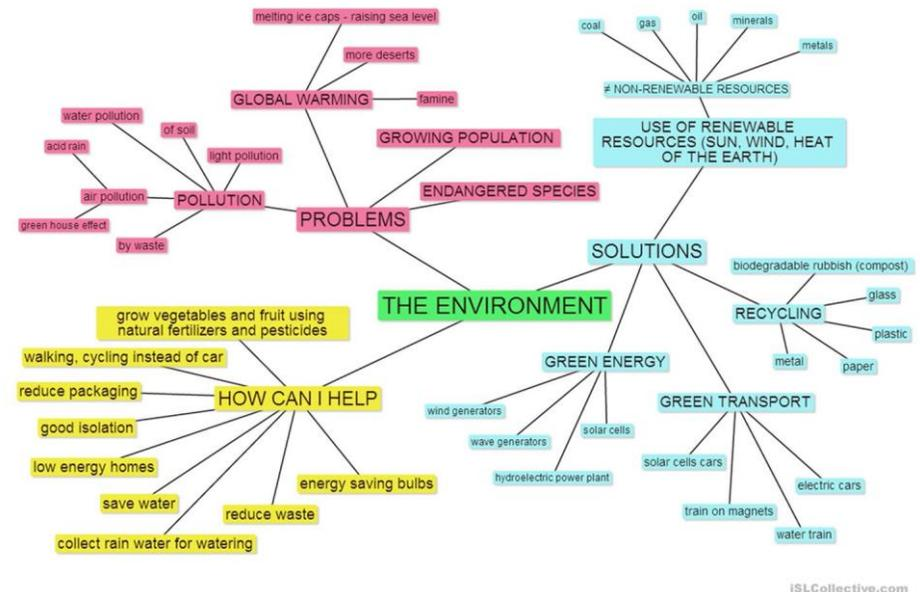 melting ice caps - raising sea level
more deserts
GLOBAL WARMING
famine
water pollution
of soil
acid rain
light pollution
air pollution
POLLUTION
green house effect
by waste
GROWING POPULATION
ENDANGERED SPECIES
PROBLEMS
coal
gas
oil
minerals
metals
≠ NON-RENEWABLE RESOURCES
USE OF RENEWABLE
RESOURCES (SUN, WIND, HEAT
OF THE EARTH)
SOLUTIONS
biodegradable rubbish (compost)
glass
RECYCLING
plastic
metal
paper
THE ENVIRONMENT
GREEN ENERGY
wind generators
wave generators
solar cells
hydroelectric power plant
GREEN TRANSPORT
solar cells cars
train on magnets
electric cars
water train
grow vegetables and fruit using
natural fertilizers and pesticides
walking, cycling instead of car
reduce packaging
HOW CAN I HELP
good isolation
low energy homes
save water
collect rain water for watering
reduce waste
energy saving bulbs
iSLCollective.com